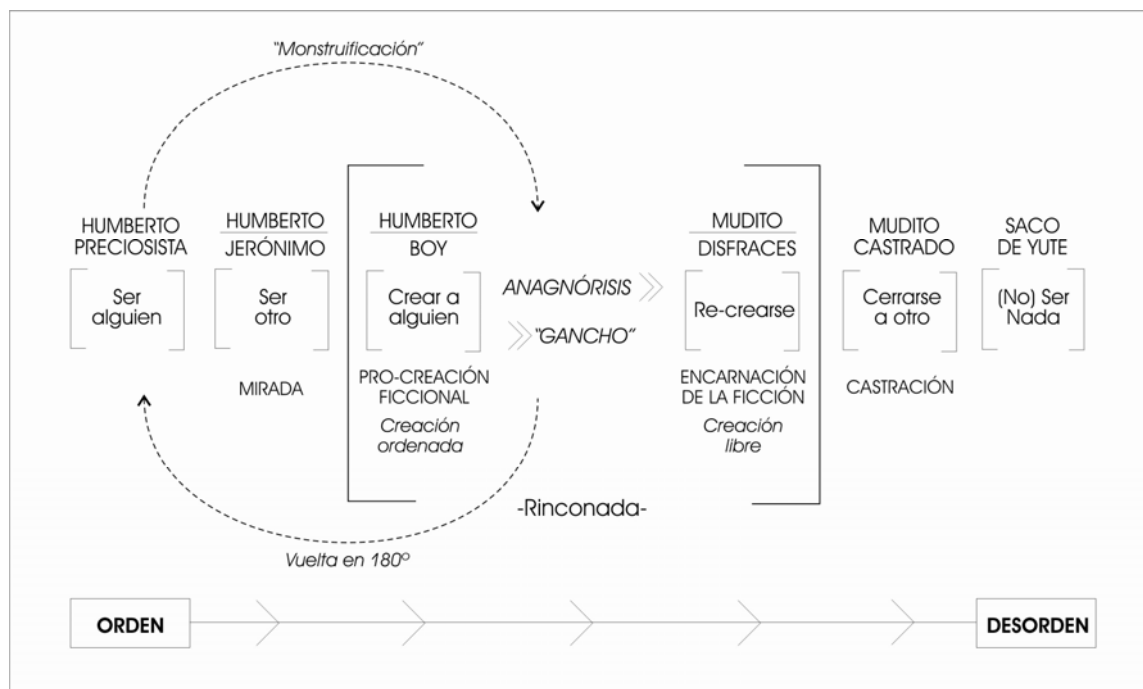 "Monstruificación"
HUMBERTO
PRECIOSISTA
Ser
alguien
HUMBERTO
JERÓNIMO
Ser
otro
MIRADA
HUMBERTO
BOY
Crear a
alguien
PRO-CREACIÓN
FICCIONAL
Creación
ordenada
ANAGNÓRISIS
"GANCHO"
MUDITO
DISFRACES
Re-crearse
ENCARNACIÓN
DE LA FICCIÓN
Creación
libre
MUDITO
CASTRADO
Cerrarse
a otro
CASTRACIÓN
SACO
DE YUTE
(No) Ser
Nada
-Rinconada-
Vuelta en 180º
ORDEN
DESORDEN